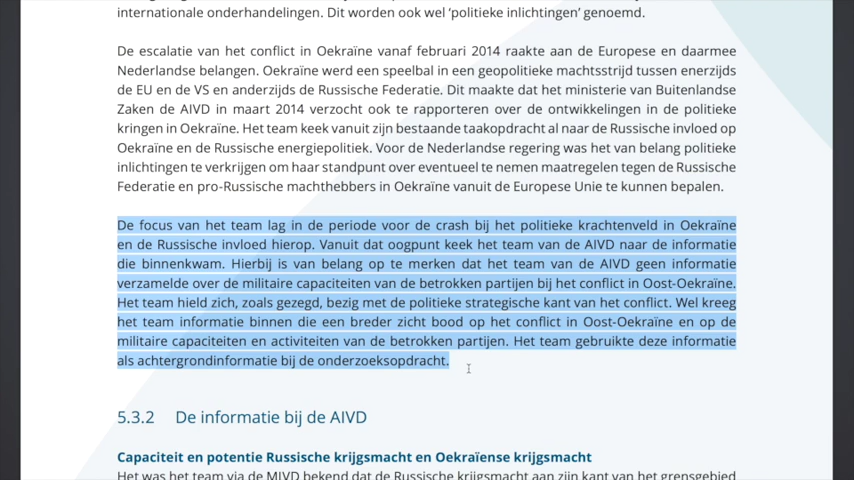 internationale onderhandelingen. Dit worden ook wel ‘politieke inlichtingen’ genoemd.
De escalatie van het conflict in Oekraïne vanaf februari 2014 raakte aan de Europese en daarmee
Nederlandse belangen. Oekraïne werd een speelbal in een geopolitieke machtsstrijd tussen enerzijds
de EU en de VS en anderzijds de Russische Federatie. Dit maakte dat het ministerie van Buitenlandse
Zaken de AIVD in maart 2014 verzocht ook te rapporteren over de ontwikkelingen in de politieke
kringen in Oekraïne. Het team keek vanuit zijn bestaande taakopdracht al naar de Russische invloed op
Oekraïne en de Russische energiepolitiek. Voor de Nederlandse regering was het van belang politieke
inlichtingen te verkrijgen om haar standpunt over eventueel te nemen maatregelen tegen de Russische
Federatie en pro-Russische machthebbers in Oekraïne vanuit de Europese Unie te kunnen bepalen.
De focus van het team lag in de periode voor de crash bij het politieke krachtenveld in Oekraïne
en de Russische invloed hierop. Vanuit dat oogpunt keek het team van de AIVD naar de informatie
die binnenkwam. Hierbij is van belang op te merken dat het team van de AIVD geen informatie
verzamelde over de militaire capaciteiten van de betrokken partijen bij het conflict in Oost-Oekraïne.
Het team hield zich, zoals gezegd, bezig met de politieke strategische kant van het conflict. Wel kreeg
het team informatie binnen die een breder zicht bood op het conflict in Oost-Oekraïne en op de
militaire capaciteiten en activiteiten van de betrokken partijen. Het team gebruikte deze informatie
als achtergrondinformatie bij de onderzoeksopdracht.
5.3.2 De informatie bij de AIVD
Capaciteit en potentie Russische krijgsmacht en Oekraïense krijgsmacht
Het was het team via de MIVD bekend dat de Russische krijgsmacht aan zijn kant van het grensgebied